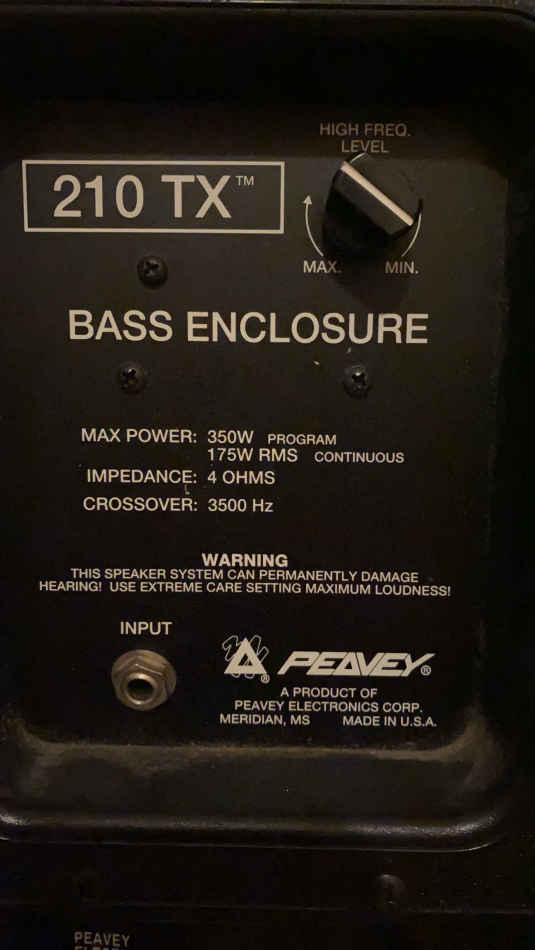 HIGH FREQ.
LEVEL
210 TX™
MAX. MIN.
BASS ENCLOSURE
MAX POWER: 350W PROGRAM
175W RMS CONTINUOUS
IMPEDANCE: 4 OHMS
CROSSOVER: 3500 Hz
WARNING
THIS SPEAKER SYSTEM CAN PERMANENTLY DAMAGE
HEARING! USE EXTREME CARE SETTING MAXIMUM LOUDNESS!
INPUT
® PEAVEY®
A PRODUCT OF
PEAVEY ELECTRONICS CORP.
MERIDIAN, MS MADE IN U.S.A.
PEAVEY